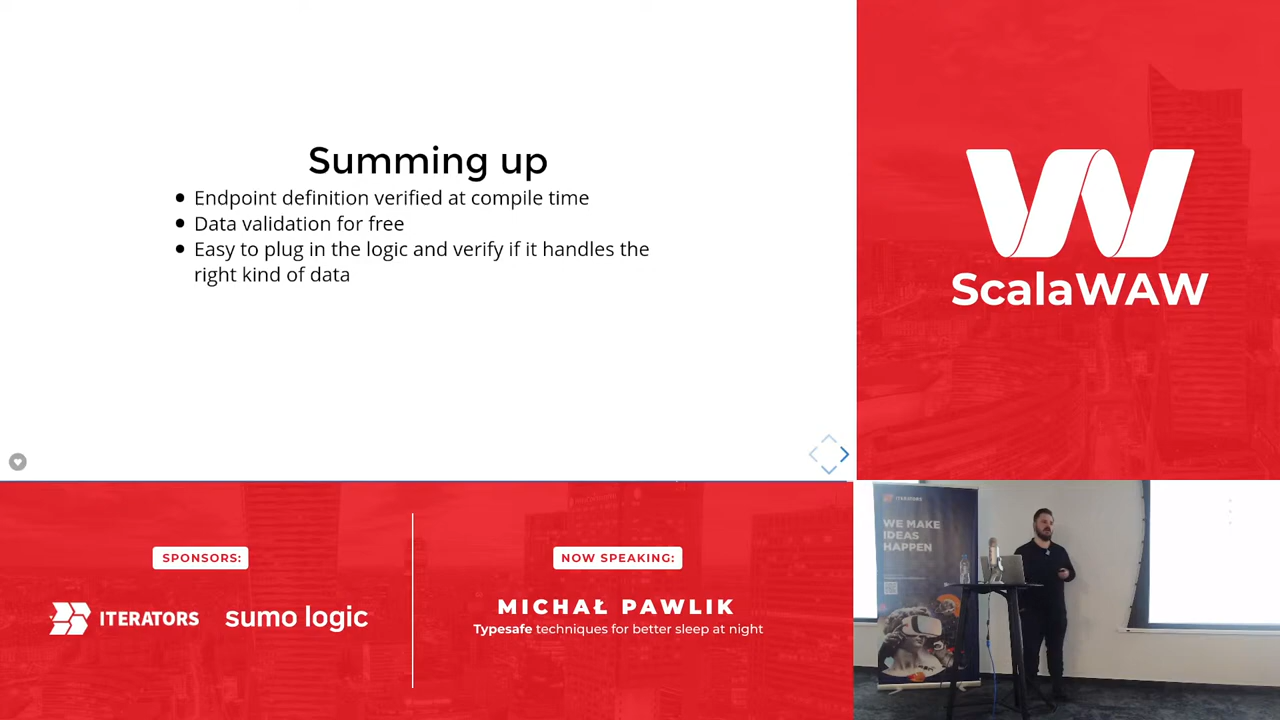 Summing up
Endpoint definition verified at compile time
Data validation for free
Easy to plug in the logic and verify if it handles the
right kind of data
ScalaWAW
SPONSORS:
ITERATORS
sumo logic
NOW SPEAKING:
MICHAŁ PAWLIK
Typesafe techniques for better sleep at night
ITERATORS
WE MAKE
IDEAS
HAPPEN